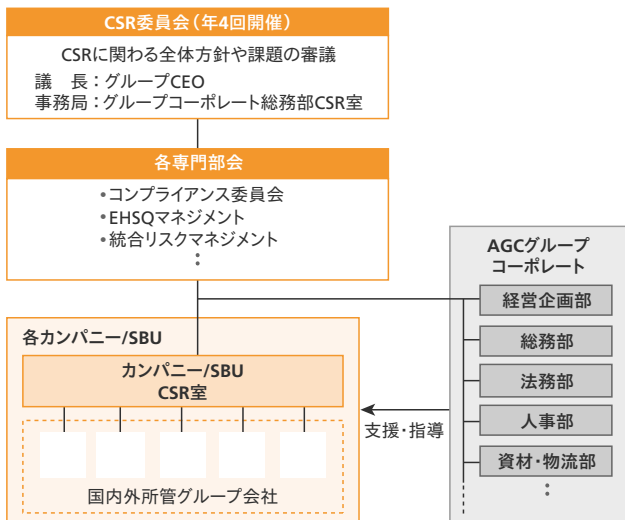 CSR委員会（年4回開催）
CSRに関わる全体方針や課題の審議
議　長：グループCEO
事務局：グループコーポレート総務部CSR室
各専門部会
•コンプライアンス委員会
•EHSQマネジメント
•統合リスクマネジメント
：
AGCグループ
コーポレート
経営企画部
総務部
法務部
人事部
資材・物流部
：
各カンパニー/SBU
カンパニー/SBU
CSR室
国内外所管グループ会社
支援・指導